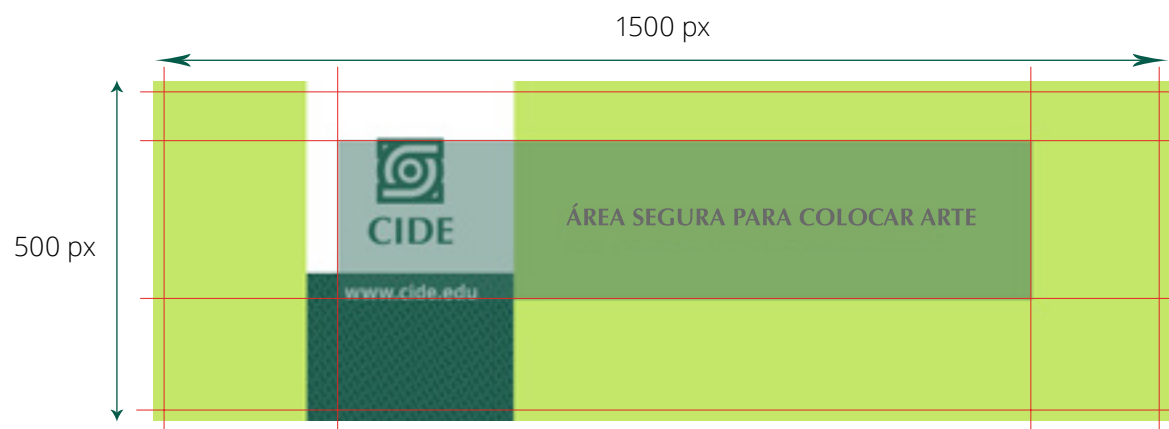 1500 px
500 px
CIDE
ÁREA SEGURA PARA COLOCAR ARTE
www.cide.edu